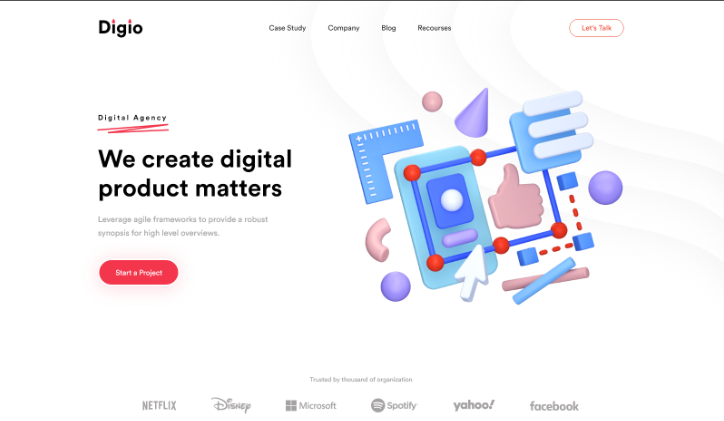 Digio
Case Study
Company
Blog
Recourses
Let's Talk
Digital Agency
We create digital
product matters
Leverage agile frameworks to provide a robust
synopsis for high level overviews.
Start a Project
Trusted by thousand of organization
NETFLIX
Disney
Microsoft
Spotify
yahoo!
facebook